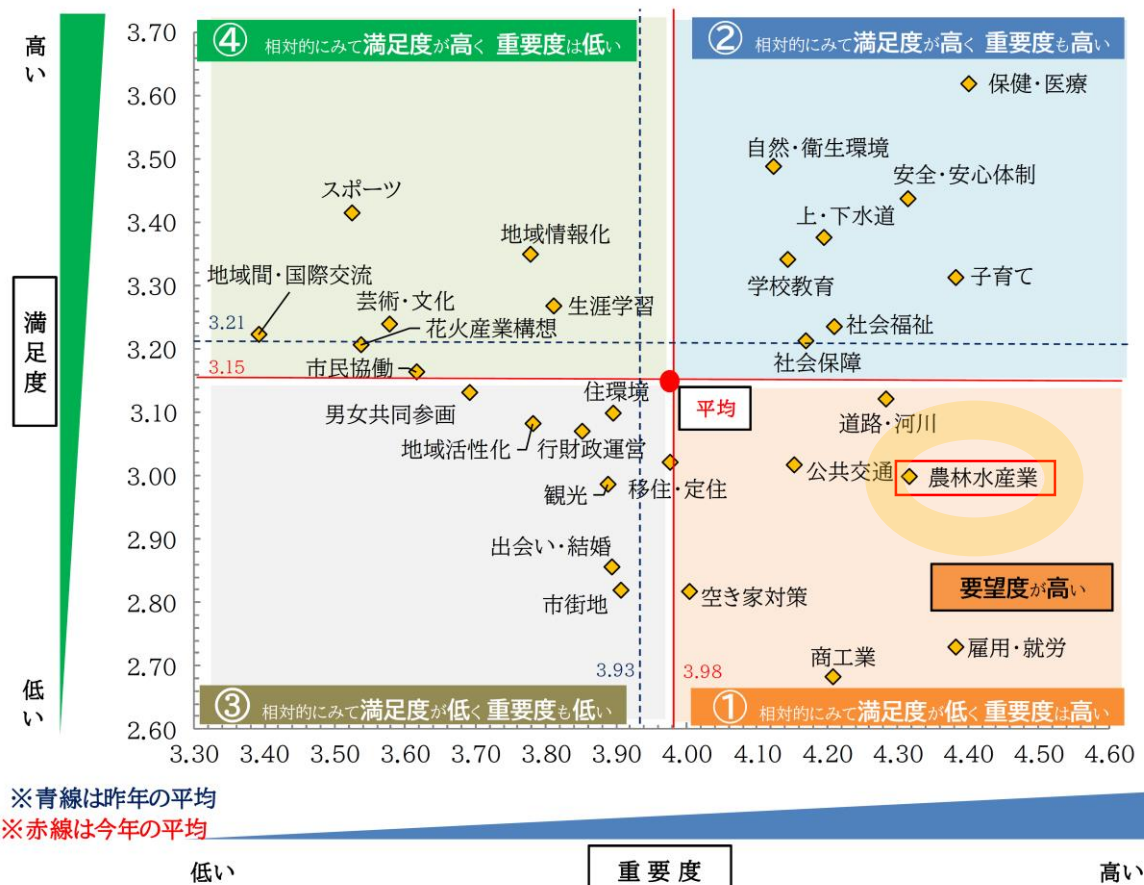 ④ 相対的にみて満足度が高く 重要度は低い
② 相対的にみて満足度が高く 重要度も高い
高い
満足度
低い
3.70
3.60
3.50
3.40
3.30
3.20
3.10
3.00
2.90
2.80
2.70
2.60
保健・医療
自然・衛生環境
安全・安心体制
スポーツ
上・下水道
地域情報化
地域間・国際交流
学校教育
子育て
芸術・文化
生涯学習
3.21
花火産業構想
社会福祉
3.15
市民協働
社会保障
住環境
平均
男女共同参画
道路・河川
地域活性化
行財政運営
公共交通
農林水産業
観光
移住・定住
出会い・結婚
要望度が高い
市街地
空き家対策
商工業
雇用・就労
3.93
3.98
③ 相対的にみて満足度が低く 重要度も低い
① 相対的にみて満足度が低く 重要度は高い
3.30 3.40 3.50 3.60 3.70 3.80 3.90 4.00 4.10 4.20 4.30 4.40 4.50 4.60
※青線は昨年の平均
※赤線は今年の平均
低い
重要度
高い